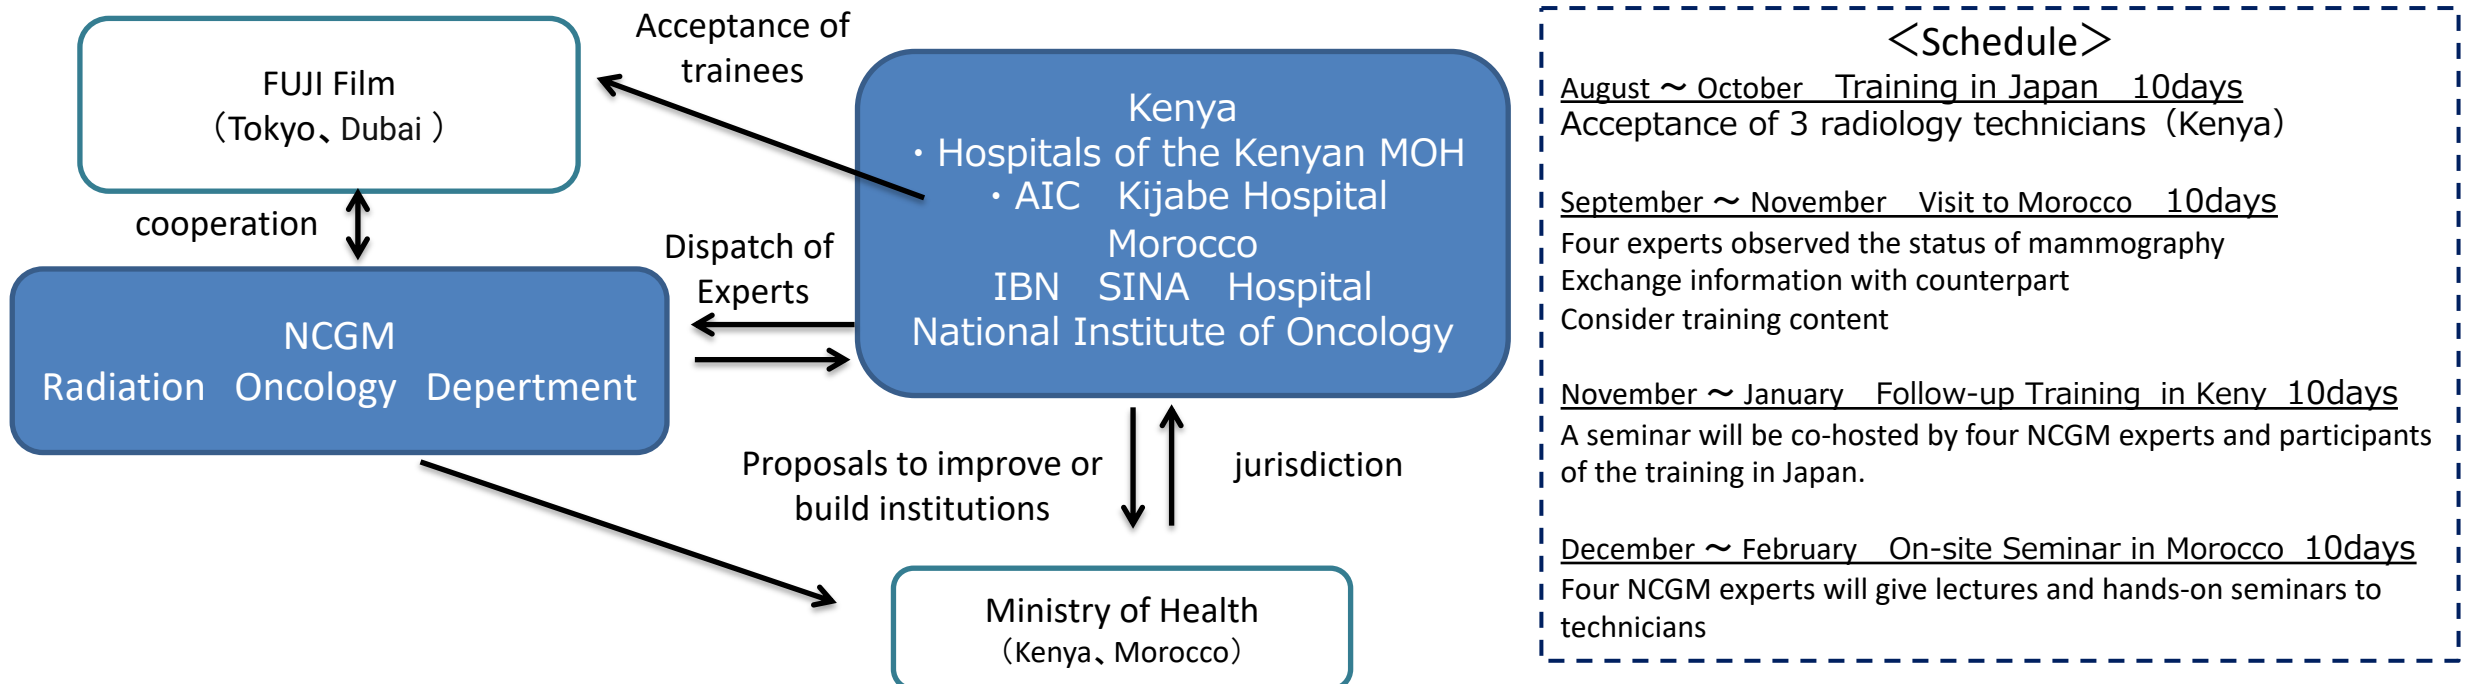 FUJI Film
（Tokyo、Dubai ）
cooperation
NCGM
Radiation Oncology Depertment
Acceptance of
trainees
Dispatch of
Experts
Kenya
・Hospitals of the Kenyan MOH
・AIC Kijabe Hospital
Morocco
IBN SINA Hospital
National Institute of Oncology
Proposals to improve or
build institutions
jurisdiction
Ministry of Health
（Kenya、Morocco）
＜Schedule＞
August ～ October Training in Japan 10days
Acceptance of 3 radiology technicians（Kenya）
September ～ November Visit to Morocco 10days
Four experts observed the status of mammography
Exchange information with counterpart
Consider training content
November ～ January Follow-up Training in Keny 10days
A seminar will be co-hosted by four NCGM experts and participants
of the training in Japan.
December ～ February On-site Seminar in Morocco 10days
Four NCGM experts will give lectures and hands-on seminars to
technicians